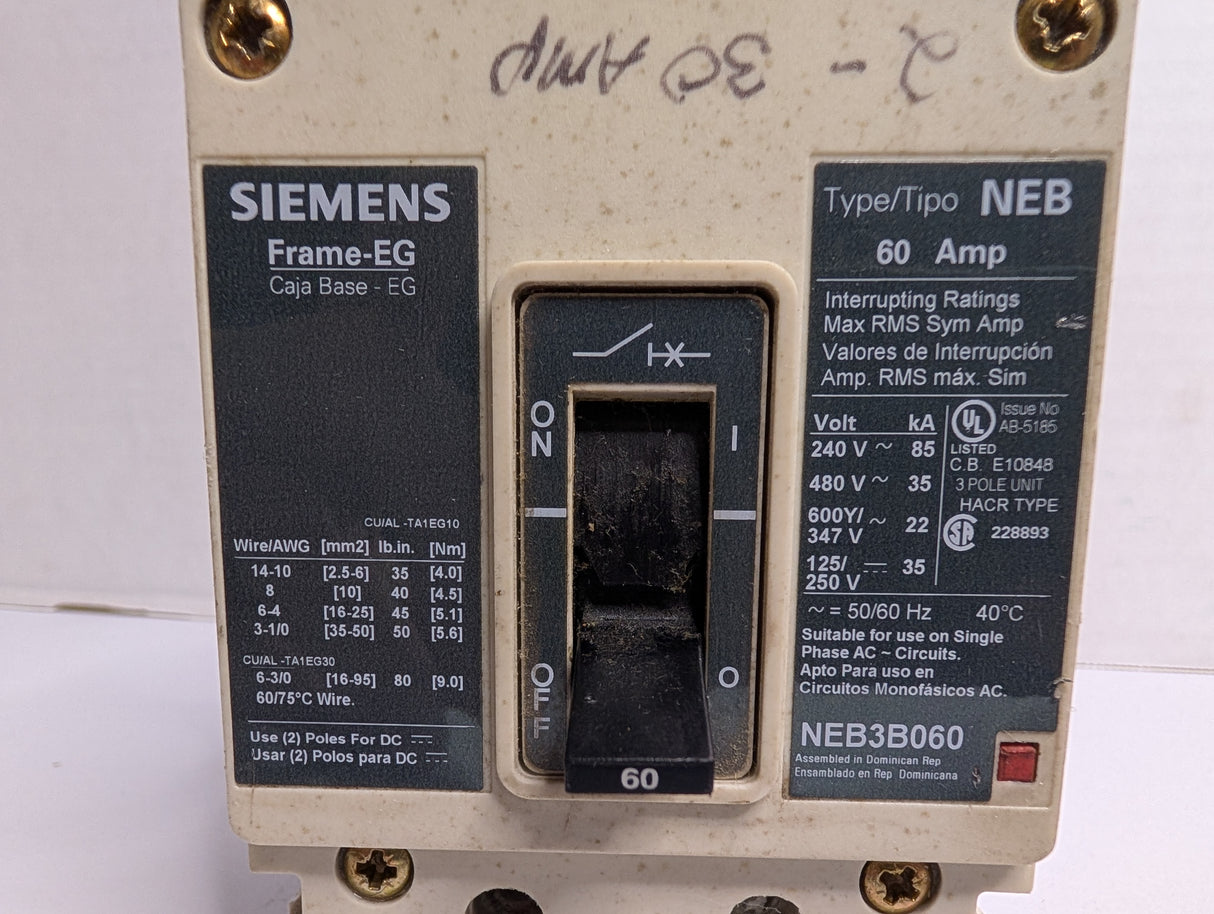 2 - 30 Amp
SIEMENS
Frame-EG
Caja Base - EG
CU/AL -TA1EG10
Wire/AWG [mm2] lb.in. [Nm]
14-10 [2.5-6] 35 [4.0]
8 [10] 40 [4.5]
6-4 [16-25] 45 [5.1]
3-1/0 [35-50] 50 [5.6]
CU/AL -TA1EG30
6-3/0 [16-95] 80 [9.0]
60/75°C Wire.
Use (2) Poles For DC ⎓
Usar (2) Polos para DC ⎓
ON I
OFF O
60
Type/Tipo NEB
60 Amp
Interrupting Ratings
Max RMS Sym Amp
Valores de Interrupción
Amp. RMS máx. Sim
Volt kA
240 V ~ 85
480 V ~ 35
600Y/
347 V ~ 22
125/
250 V ⎓ 35
UL Issue No
AB-5185
LISTED
C.B. E10848
3 POLE UNIT
HACR TYPE
SA 228893
~ = 50/60 Hz 40°C
Suitable for use on Single
Phase AC ~ Circuits.
Apto Para uso en
Circuitos Monofásicos AC.
NEB3B060
Assembled in Dominican Rep
Ensamblado en Rep Dominicana